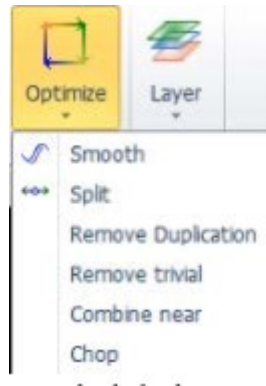 Optimize
Layer
Smooth
Split
Remove Duplication
Remove trivial
Combine near
Chop